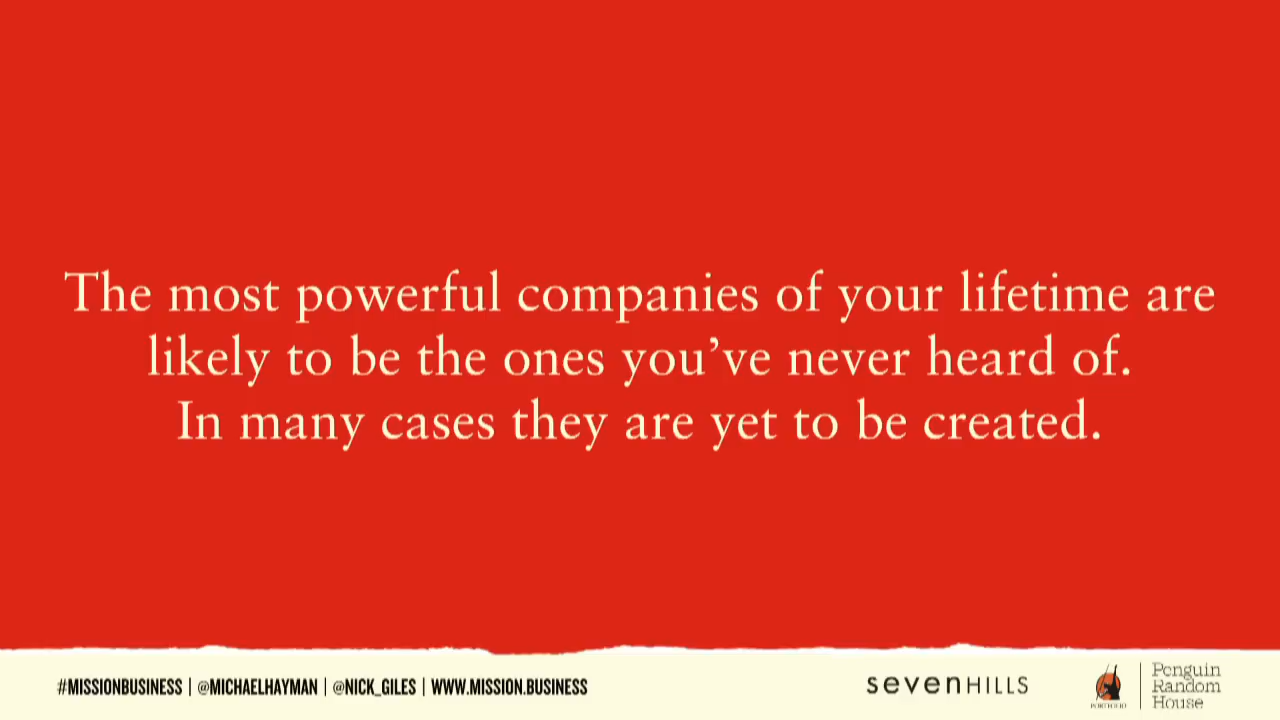 The most powerful companies of your lifetime are
likely to be the ones you’ve never heard of.
In many cases they are yet to be created.
#MISSIONBUSINESS | @MICHAELHAYMAN | @NICK_GILES | WWW.MISSION.BUSINESS
sevenHILLS
PORTFOLIO
Penguin
Random
House